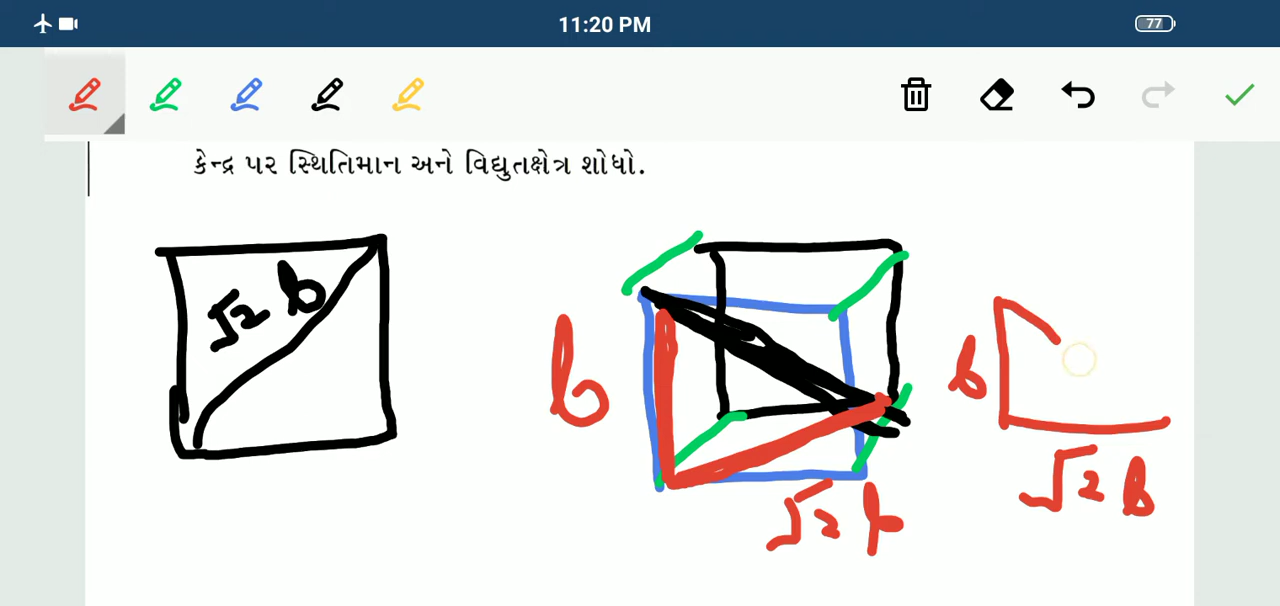 11:20 PM
77
કેન્દ્ર પર સ્થિતિમાન અને વિદ્યુતક્ષેત્ર શોધો.
√2 b
b
√2 b
b
√2 b